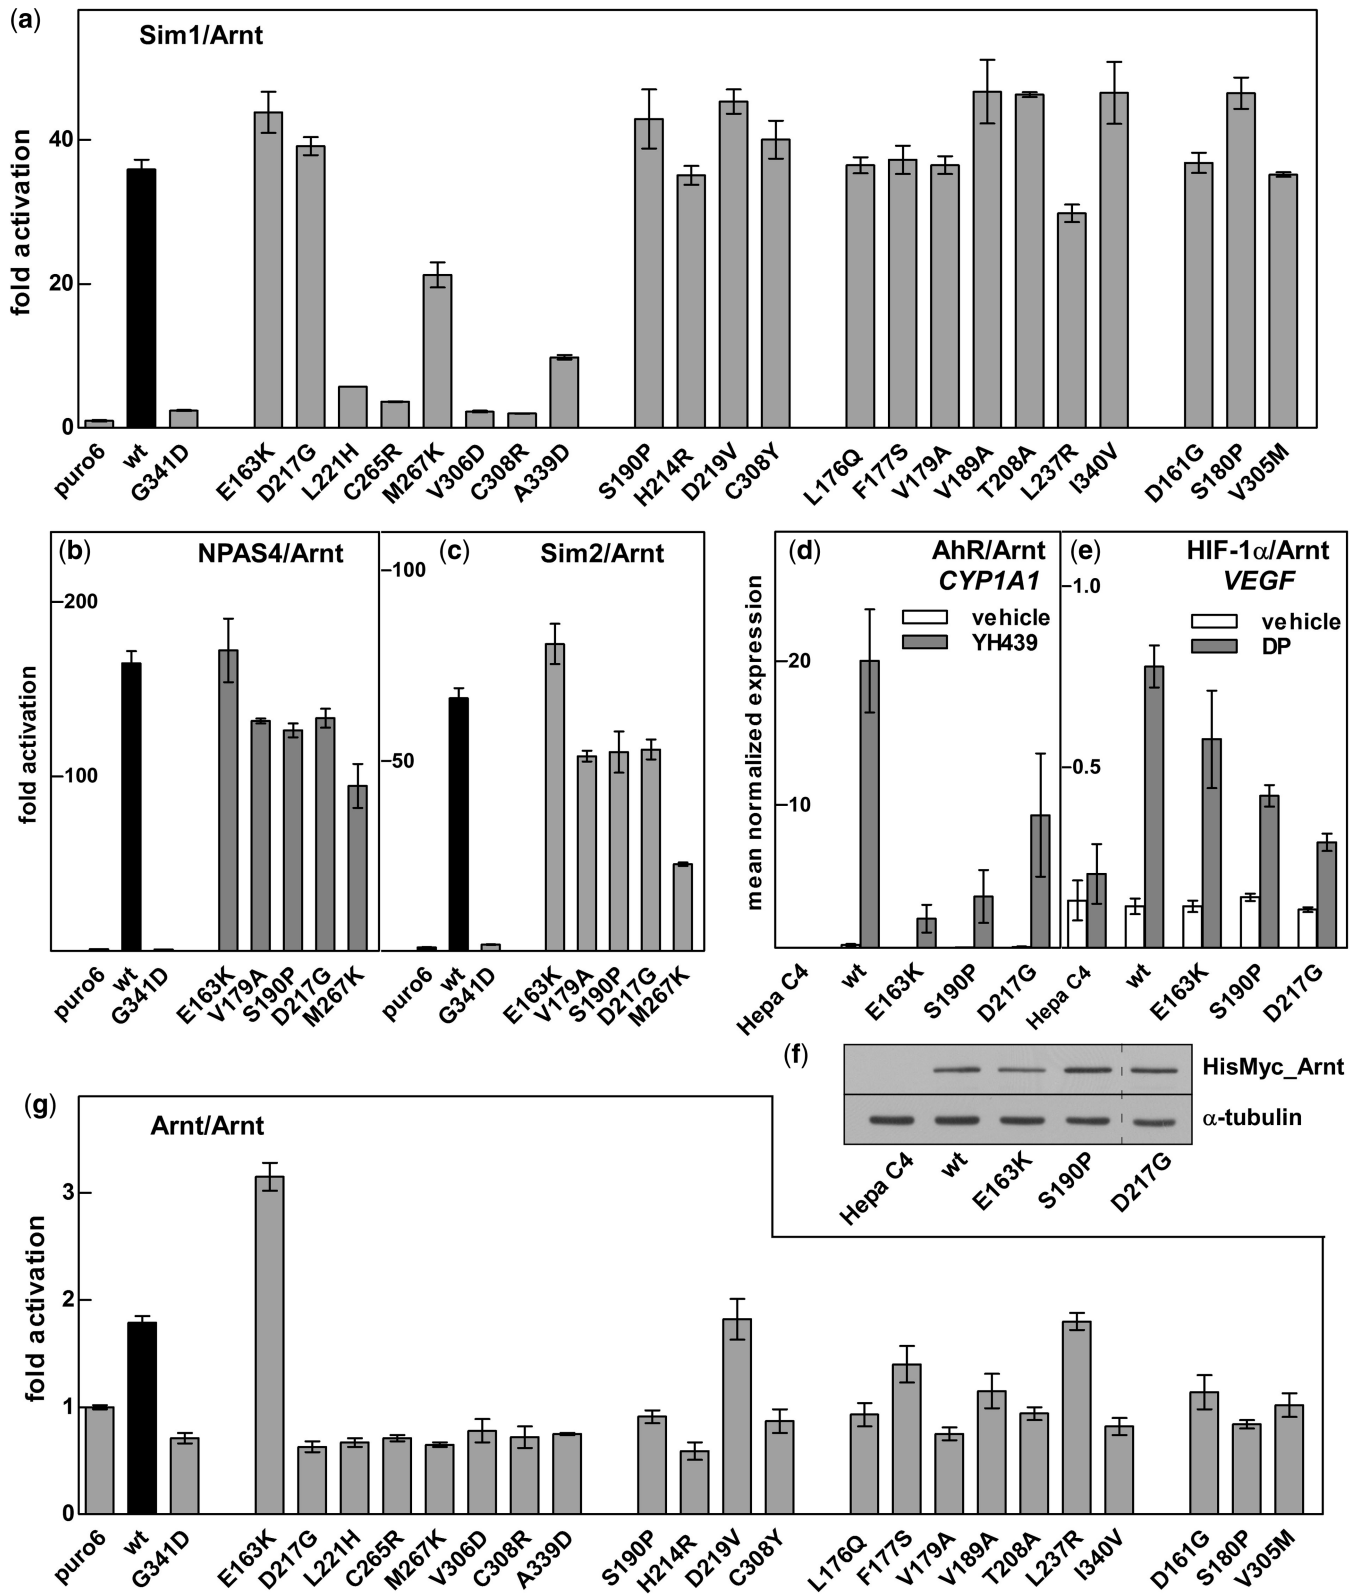 (a)
Sim1/Arnt
fold activation
40
20
0
puro6 wt G341D E163K D217G L221H C265R M267K V306D C308R A339D S190P H214R D219V C308Y L176Q F177S V179A V189A T208A L237R I340V D161G S180P V305M
(b)
NPAS4/Arnt
fold activation
200
100
puro6 wt G341D E163K V179A S190P D217G M267K
(c)
Sim2/Arnt
100
50
puro6 wt G341D E163K V179A S190P D217G M267K
(d)
AhR/Arnt
CYP1A1
vehicle
YH439
mean normalized expression
20
10
Hepa C4 wt E163K S190P D217G
(e)
HIF-1α/Arnt
VEGF
vehicle
DP
1.0
0.5
Hepa C4 wt E163K S190P D217G
(f)
HisMyc_Arnt
α-tubulin
Hepa C4 wt E163K S190P D217G
(g)
Arnt/Arnt
fold activation
3
2
1
0
puro6 wt G341D E163K D217G L221H C265R M267K V306D C308R A339D S190P H214R D219V C308Y L176Q F177S V179A V189A T208A L237R I340V D161G S180P V305M